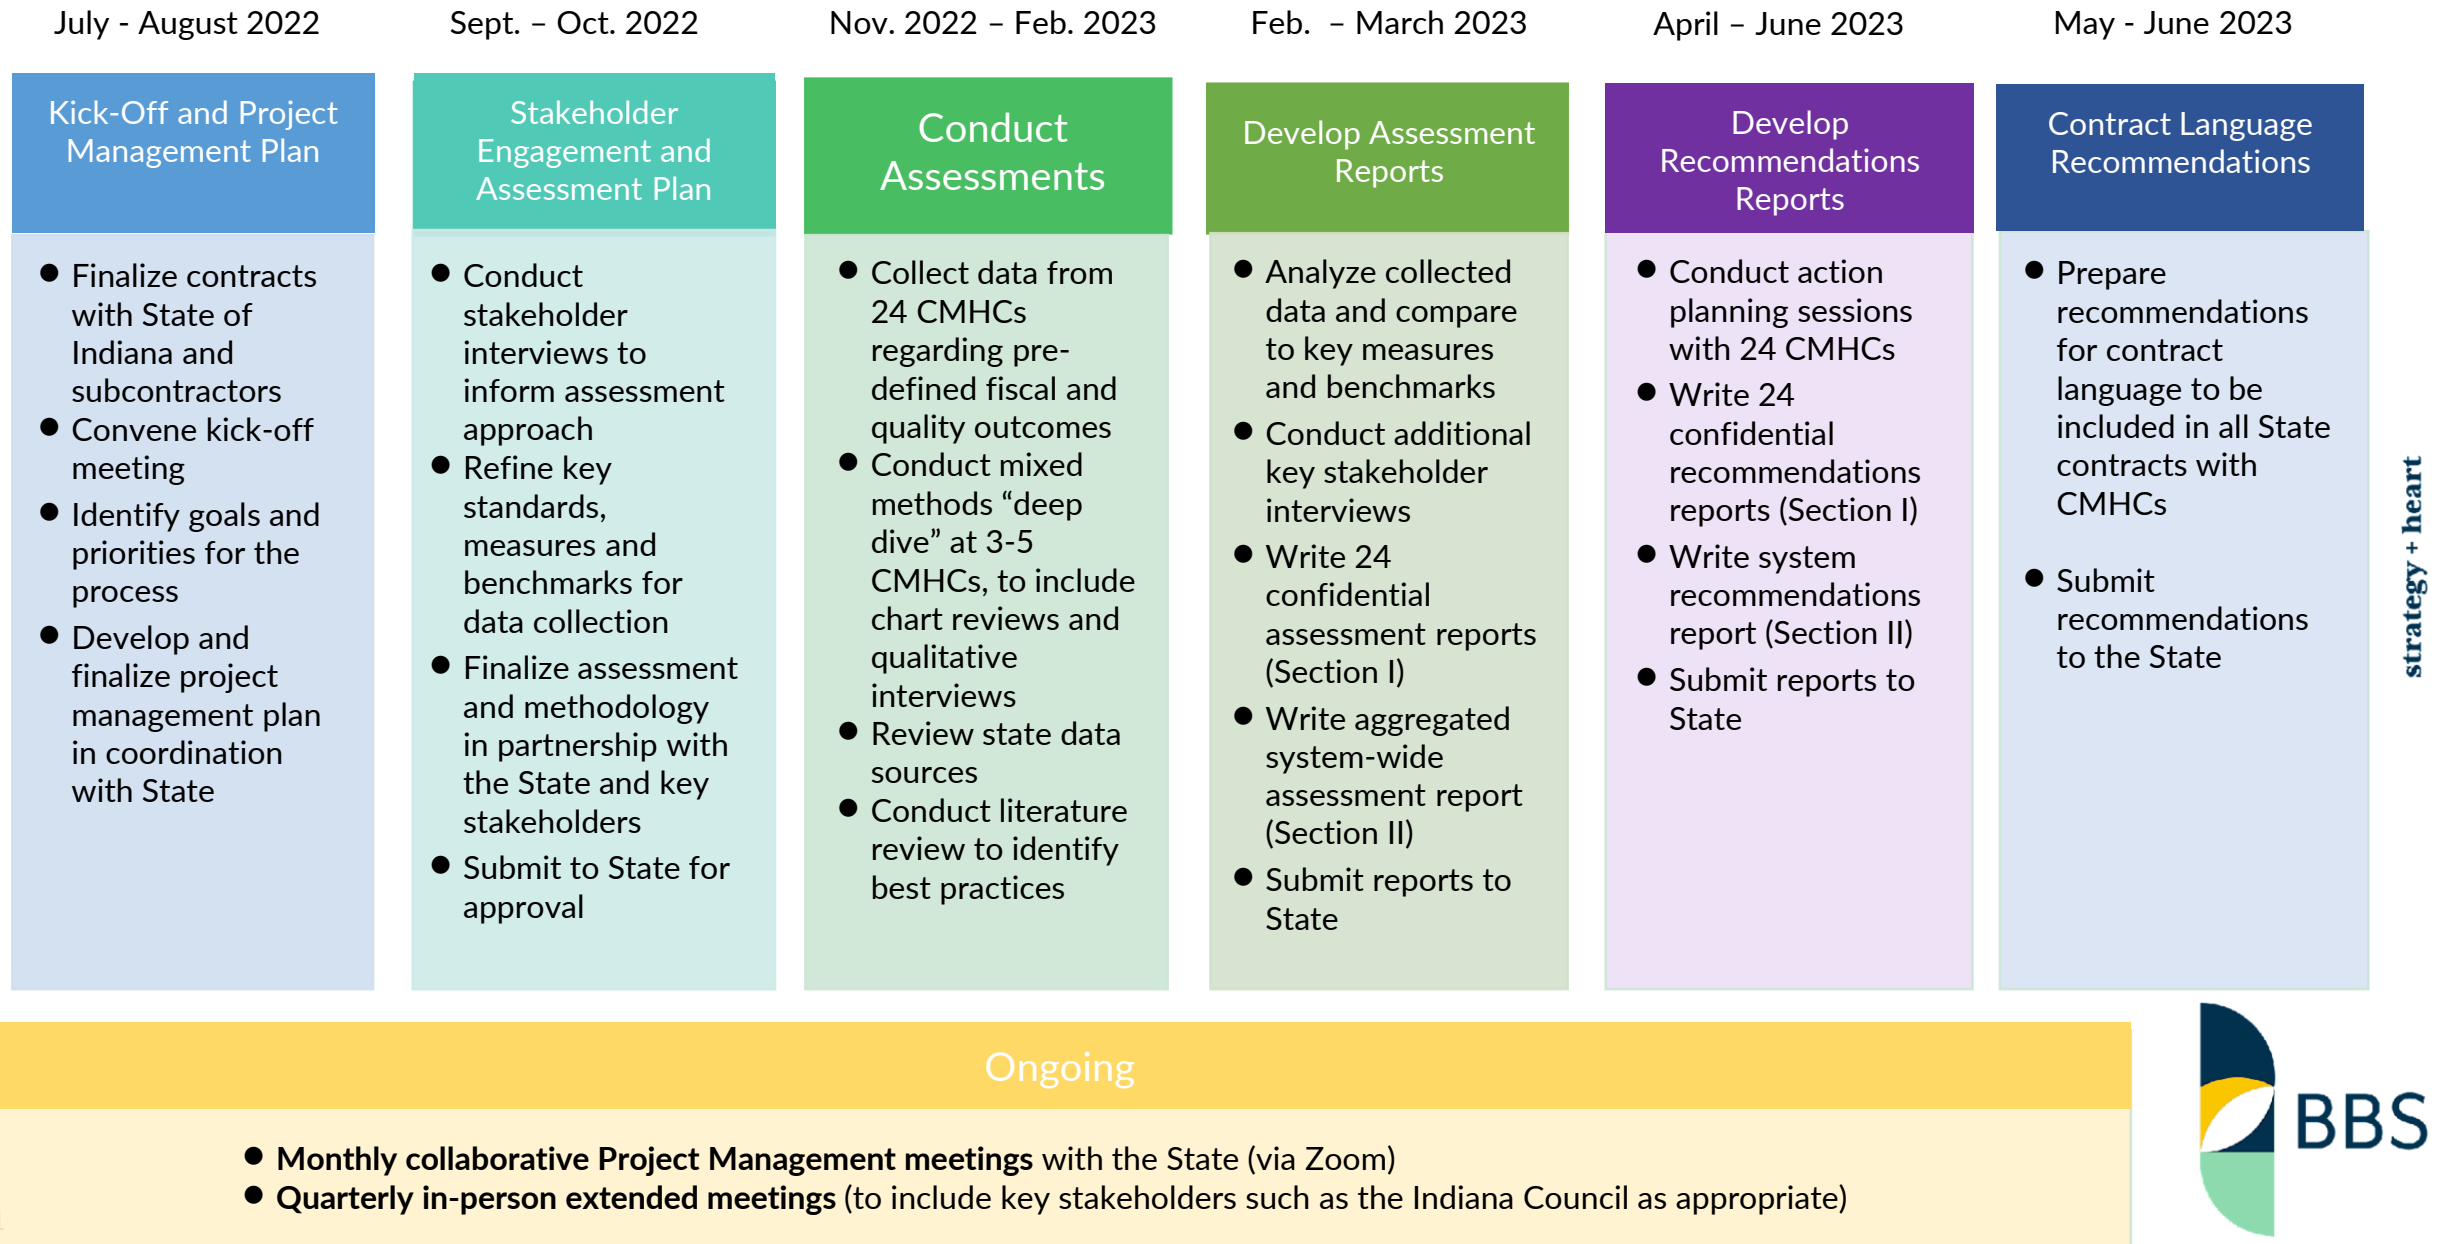 July - August 2022
Kick-Off and Project
Management Plan
● Finalize contracts
with State of
Indiana and
subcontractors
● Convene kick-off
meeting
● Identify goals and
priorities for the
process
● Develop and
finalize project
management plan
in coordination
with State
Sept. – Oct. 2022
Stakeholder
Engagement and
Assessment Plan
● Conduct
stakeholder
interviews to
inform assessment
approach
● Refine key
standards,
measures and
benchmarks for
data collection
● Finalize assessment
and methodology
in partnership with
the State and key
stakeholders
● Submit to State for
approval
Nov. 2022 – Feb. 2023
Conduct
Assessments
● Collect data from
24 CMHCs
regarding pre-
defined fiscal and
quality outcomes
● Conduct mixed
methods “deep
dive” at 3-5
CMHCs, to include
chart reviews and
qualitative
interviews
● Review state data
sources
● Conduct literature
review to identify
best practices
Feb. – March 2023
Develop Assessment
Reports
● Analyze collected
data and compare
to key measures
and benchmarks
● Conduct additional
key stakeholder
interviews
● Write 24
confidential
assessment reports
(Section I)
● Write aggregated
system-wide
assessment report
(Section II)
● Submit reports to
State
April – June 2023
Develop
Recommendations
Reports
● Conduct action
planning sessions
with 24 CMHCs
● Write 24
confidential
recommendations
reports (Section I)
● Write system
recommendations
report (Section II)
● Submit reports to
State
May - June 2023
Contract Language
Recommendations
● Prepare
recommendations
for contract
language to be
included in all State
contracts with
CMHCs
● Submit
recommendations
to the State
strategy + heart
Ongoing
● Monthly collaborative Project Management meetings with the State (via Zoom)
● Quarterly in-person extended meetings (to include key stakeholders such as the Indiana Council as appropriate)
BBS